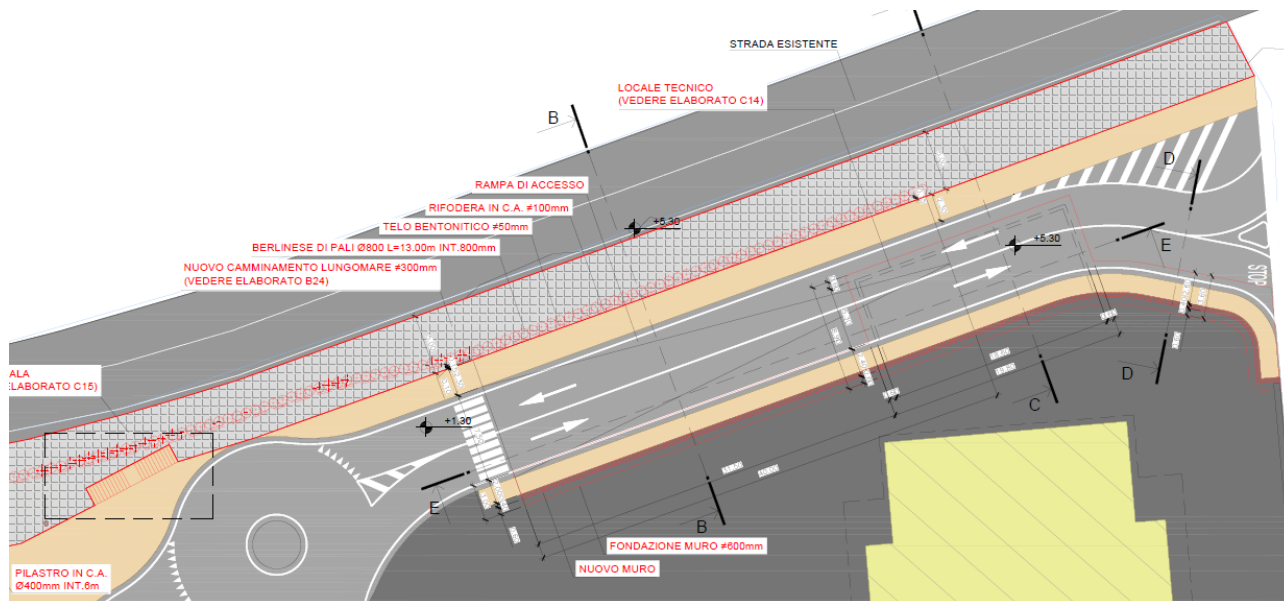 STRADA ESISTENTE
LOCALE TECNICO
(VEDERE ELABORATO C14)
B
D
RAMPA DI ACCESSO
RIFODERA IN C.A. ≠100mm
TELO BENTONITICO ≠50mm
+5.30
BERLINESE DI PALI Ø800 L=13.00m INT.800mm
+5.30
E
NUOVO CAMMINAMENTO LUNGOMARE ≠300mm
(VEDERE ELABORATO B24)
STOP
ALA
ELABORATO C15)
D
C
+1.30
E
B
FONDAZIONE MURO ≠600mm
NUOVO MURO
PILASTRO IN C.A.
Ø400mm INT.6m